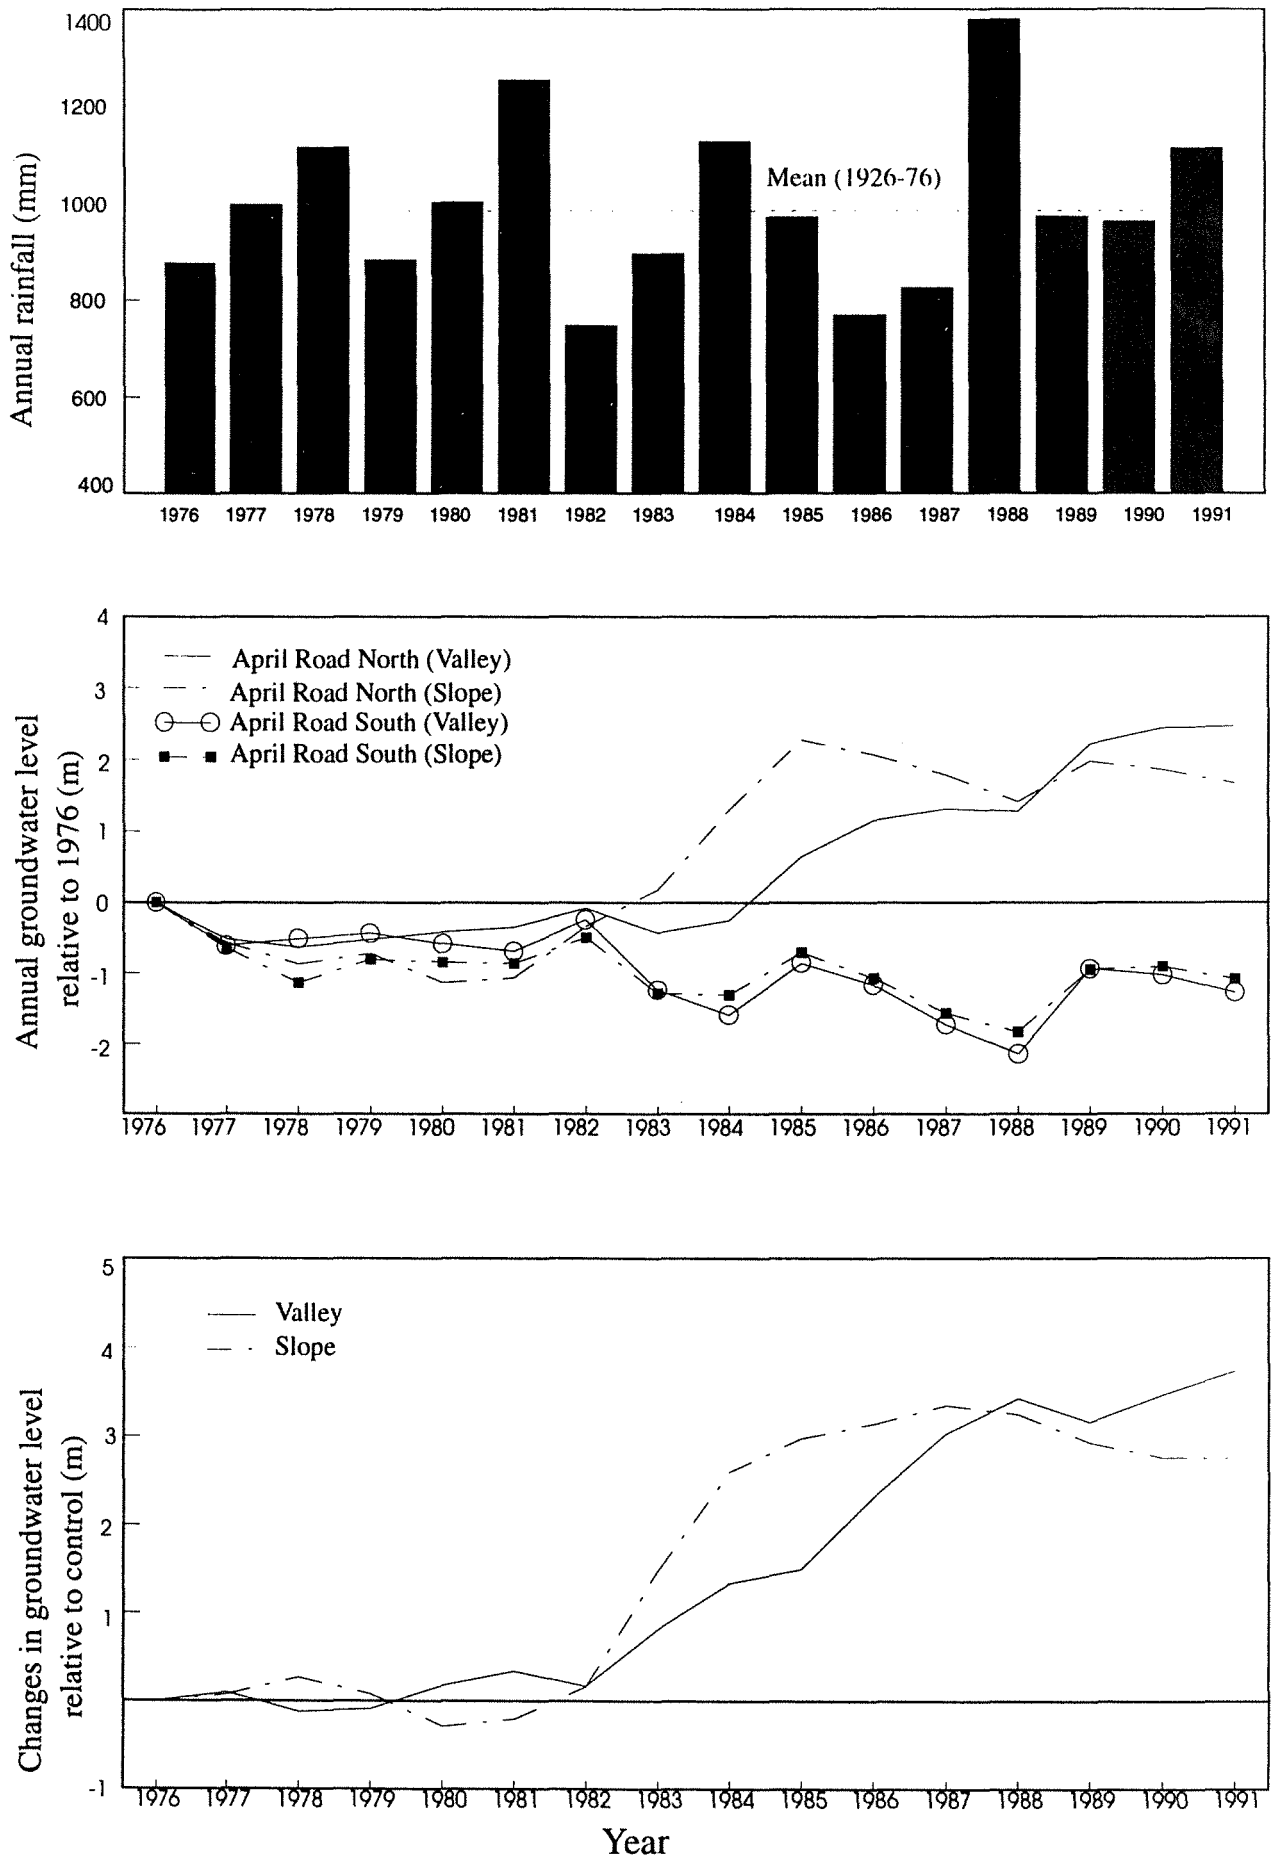 Annual rainfall (mm)
1400
1200
1000
800
600
400
Mean (1926-76)
1976 1977 1978 1979 1980 1981 1982 1983 1984 1985 1986 1987 1988 1989 1990 1991
Annual groundwater level
relative to 1976 (m)
4
3
2
1
0
-1
-2
April Road North (Valley)
April Road North (Slope)
April Road South (Valley)
April Road South (Slope)
1976 1977 1978 1979 1980 1981 1982 1983 1984 1985 1986 1987 1988 1989 1990 1991
Changes in groundwater level
relative to control (m)
5
4
3
2
1
-1
Valley
Slope
1976 1977 1978 1979 1980 1981 1982 1983 1984 1985 1986 1987 1988 1989 1990 1991
Year